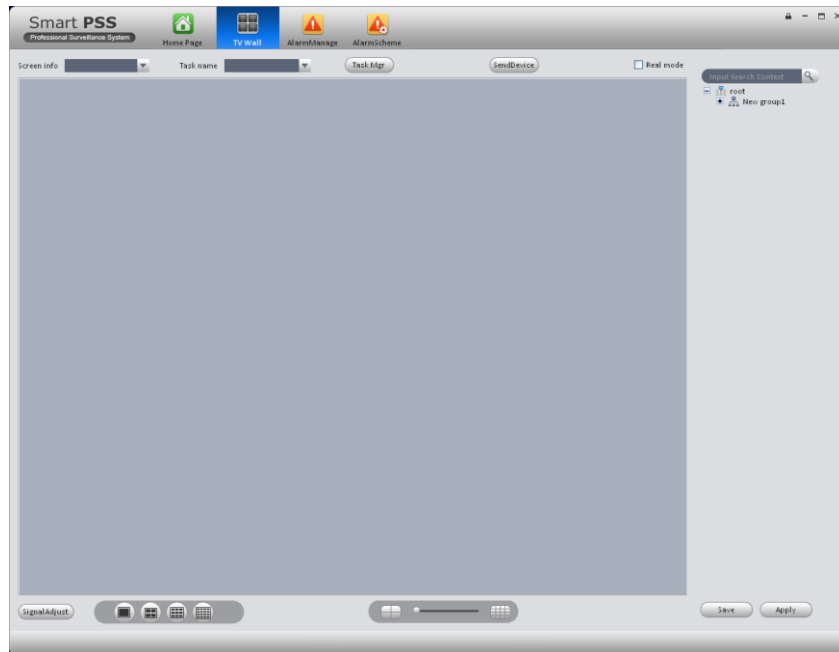 Smart PSS
Professional Surveillance System
Home Page
TV Wall
AlarmManage
AlarmScheme
Screen info
Task name
Task Mgr
SendDevice
Real mode
Input Search Context
root
New group1
SignalAdjust
Save
Apply